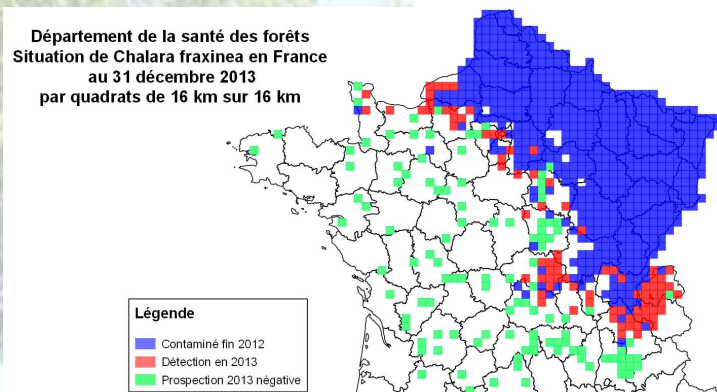 Département de la santé des forêts
Situation de Chalara fraxinea en France
au 31 décembre 2013
par quadrats de 16 km sur 16 km
Légende
Contaminé fin 2012
Détection en 2013
Prospection 2013 négative